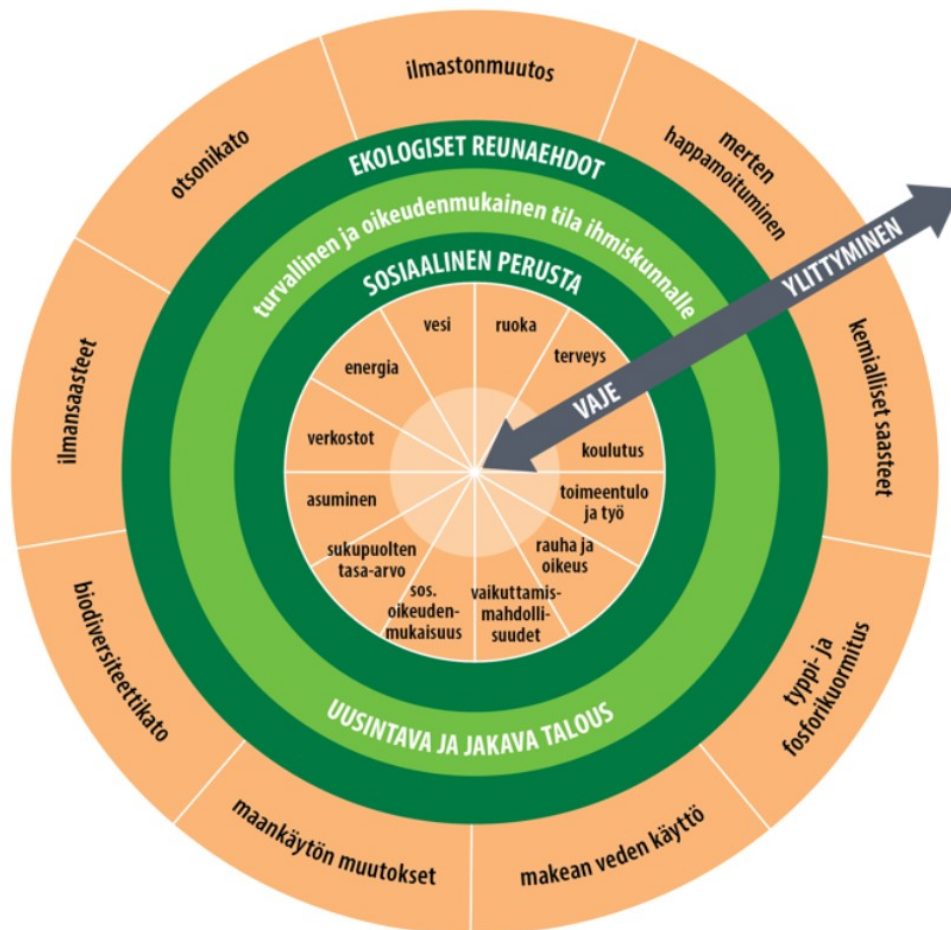 ilmastonmuutos
merten
happamoituminen
kemialliset saasteet
typpi- ja
fosforikuormitus
makean veden käyttö
maankäytön muutokset
biodiversiteettikato
ilmansaasteet
otsonikato
EKOLOGISET REUNAEHDOT
turvallinen ja oikeudenmukainen tila ihmiskunnalle
SOSIAALINEN PERUSTA
YLITTYMINEN
VAJE
ruoka
terveys
koulutus
toimeentulo
ja työ
rauha ja
oikeus
vaikuttamis-
mahdolli-
suudet
sos.
oikeuden-
mukaisuus
sukupuolten
tasa-arvo
asuminen
verkostot
energia
vesi
UUSINTAVA JA JAKAVA TALOUS